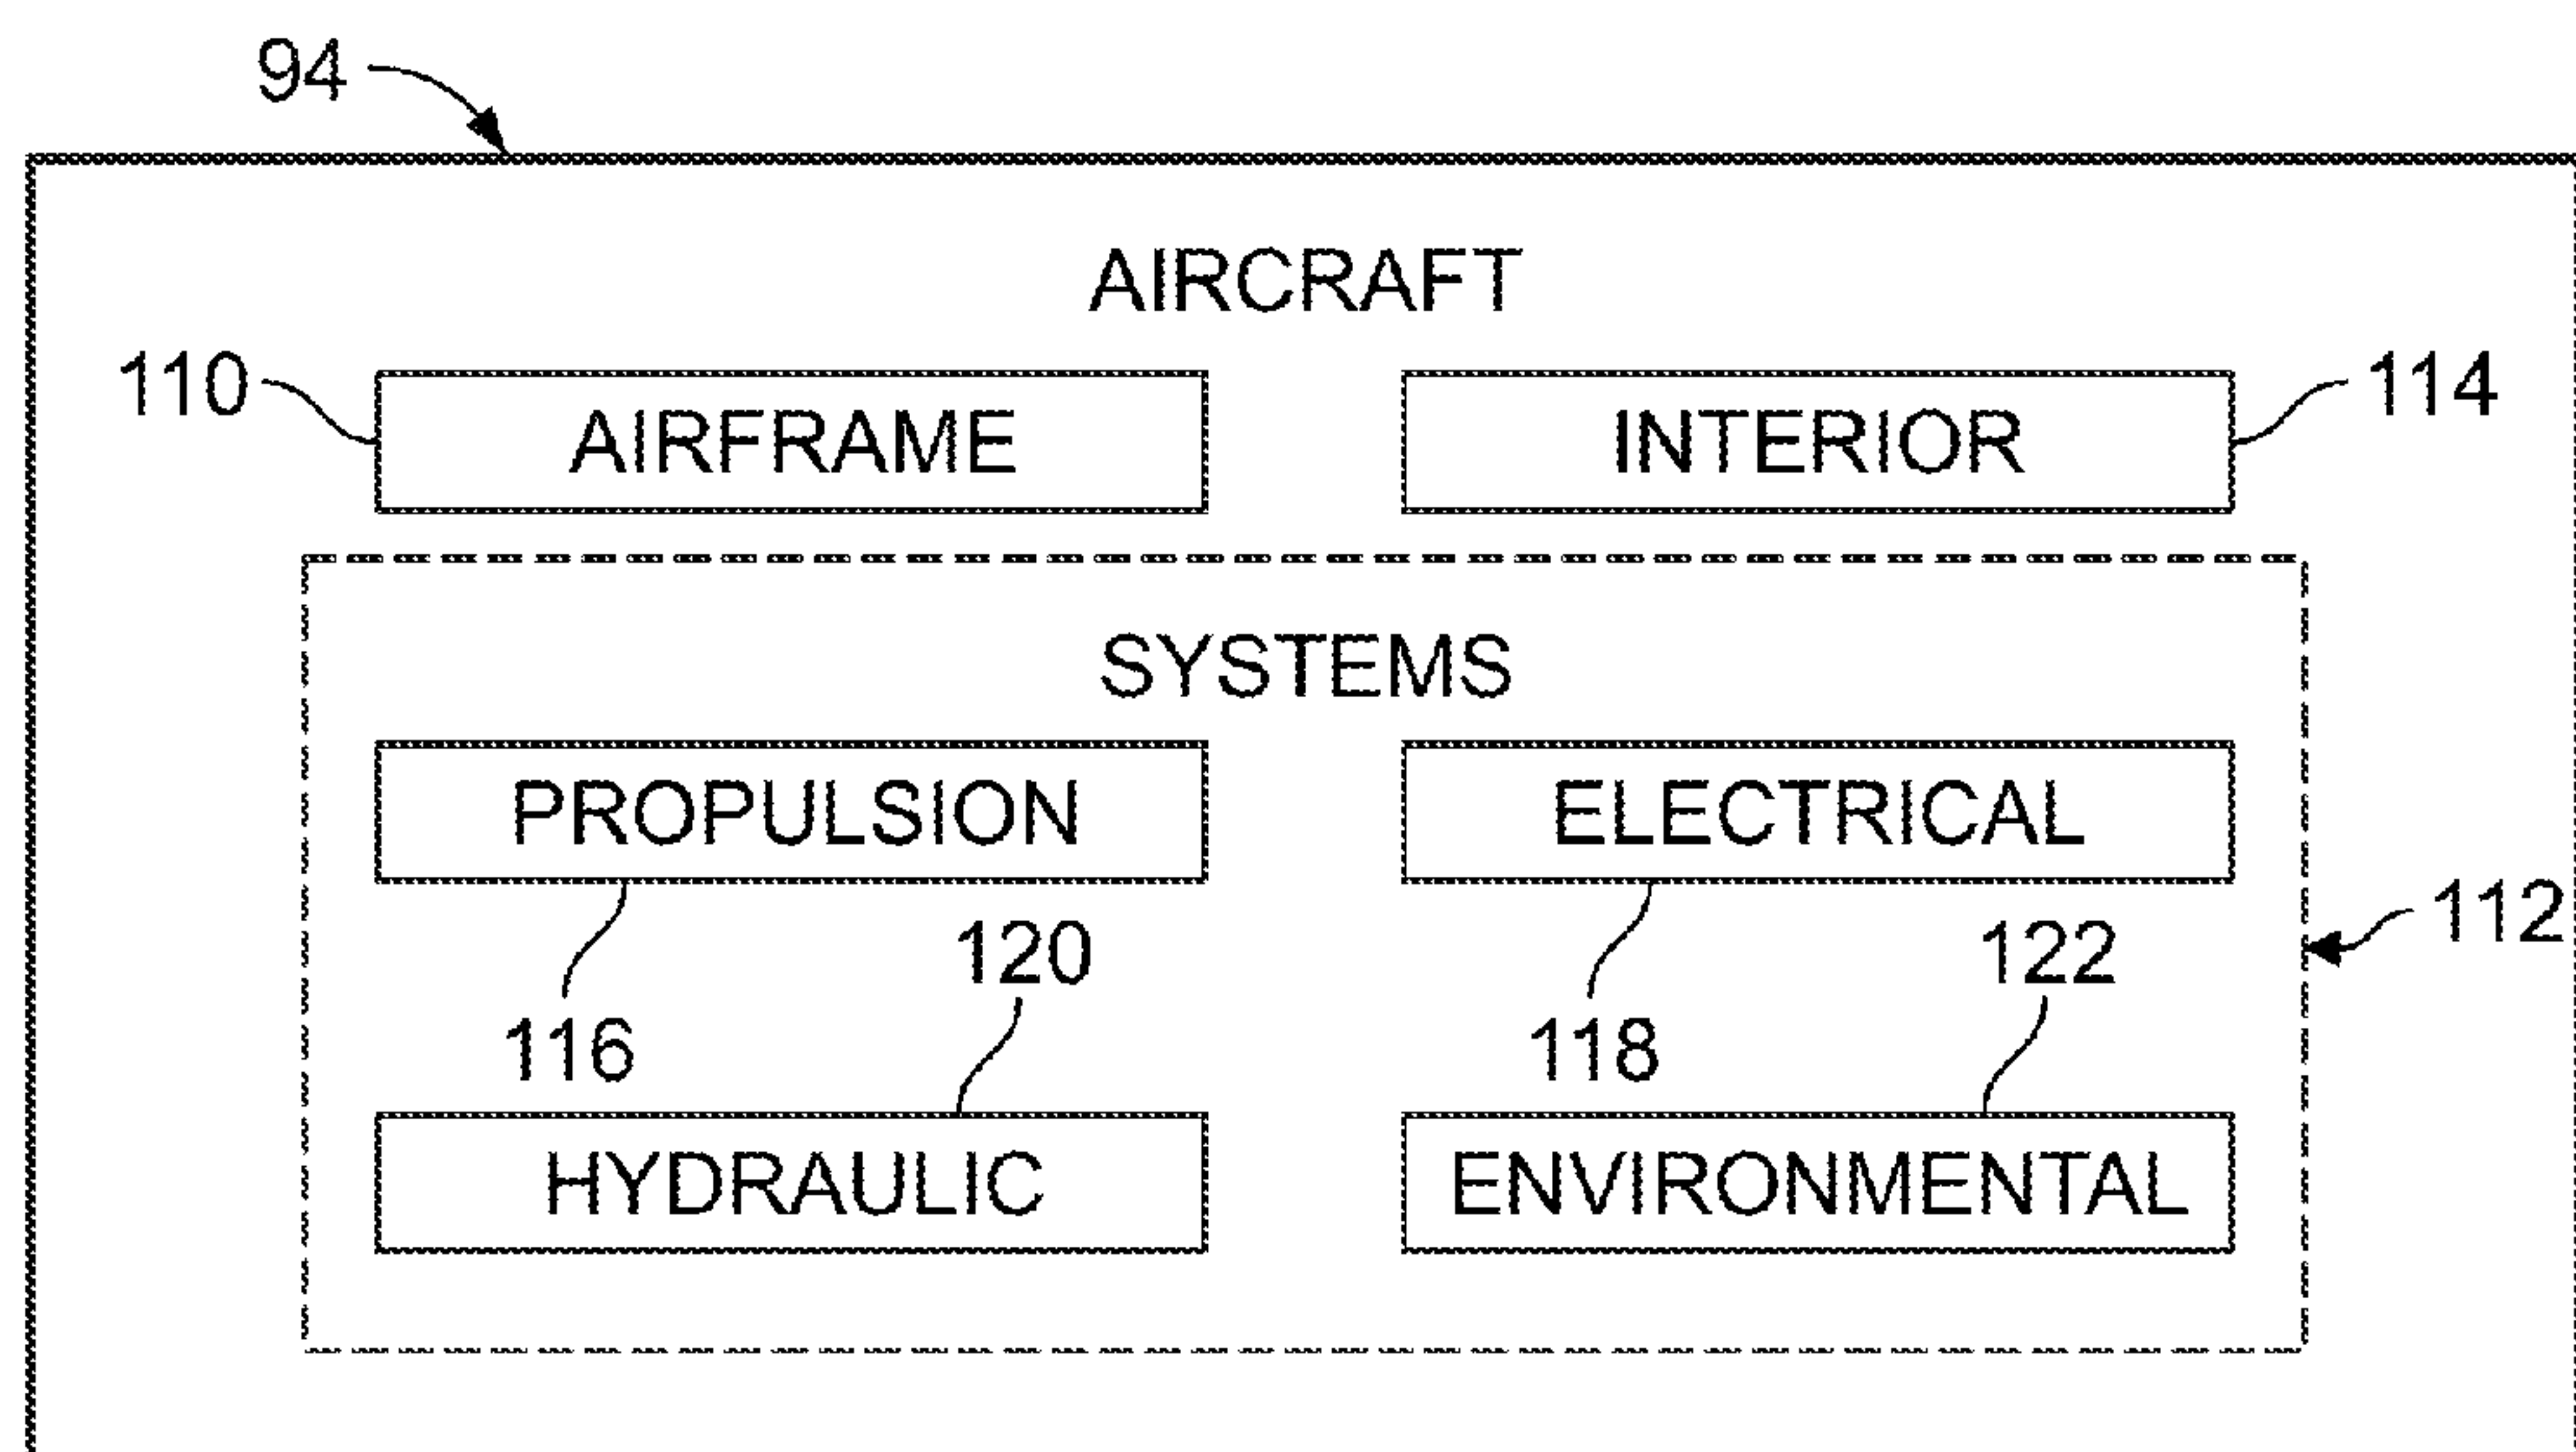 94
AIRCRAFT
110 AIRFRAME INTERIOR 114
SYSTEMS
PROPULSION ELECTRICAL
112
120 122
116 118
HYDRAULIC ENVIRONMENTAL